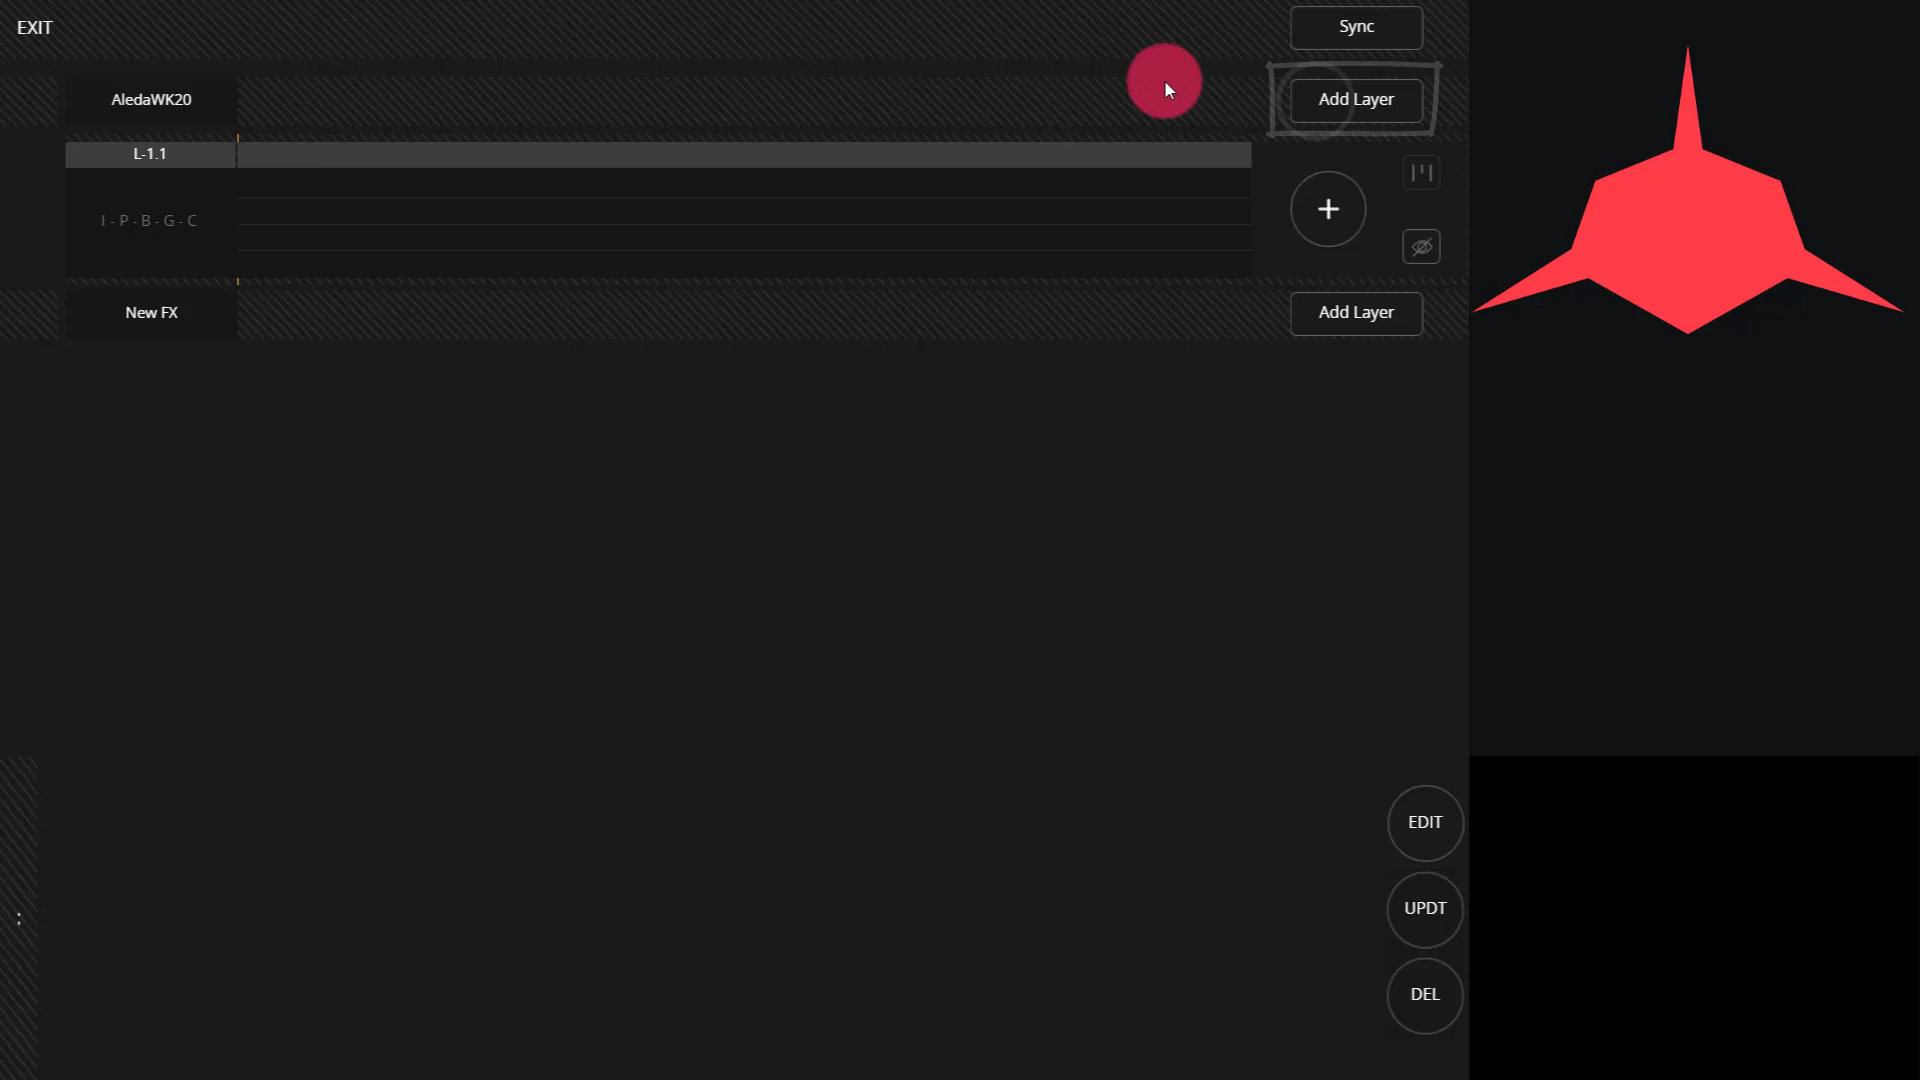 EXIT
Sync
AledaWK20
Add Layer
L-1.1
I - P - B - G - C
+
New FX
Add Layer
EDIT
UPDT
:
DEL